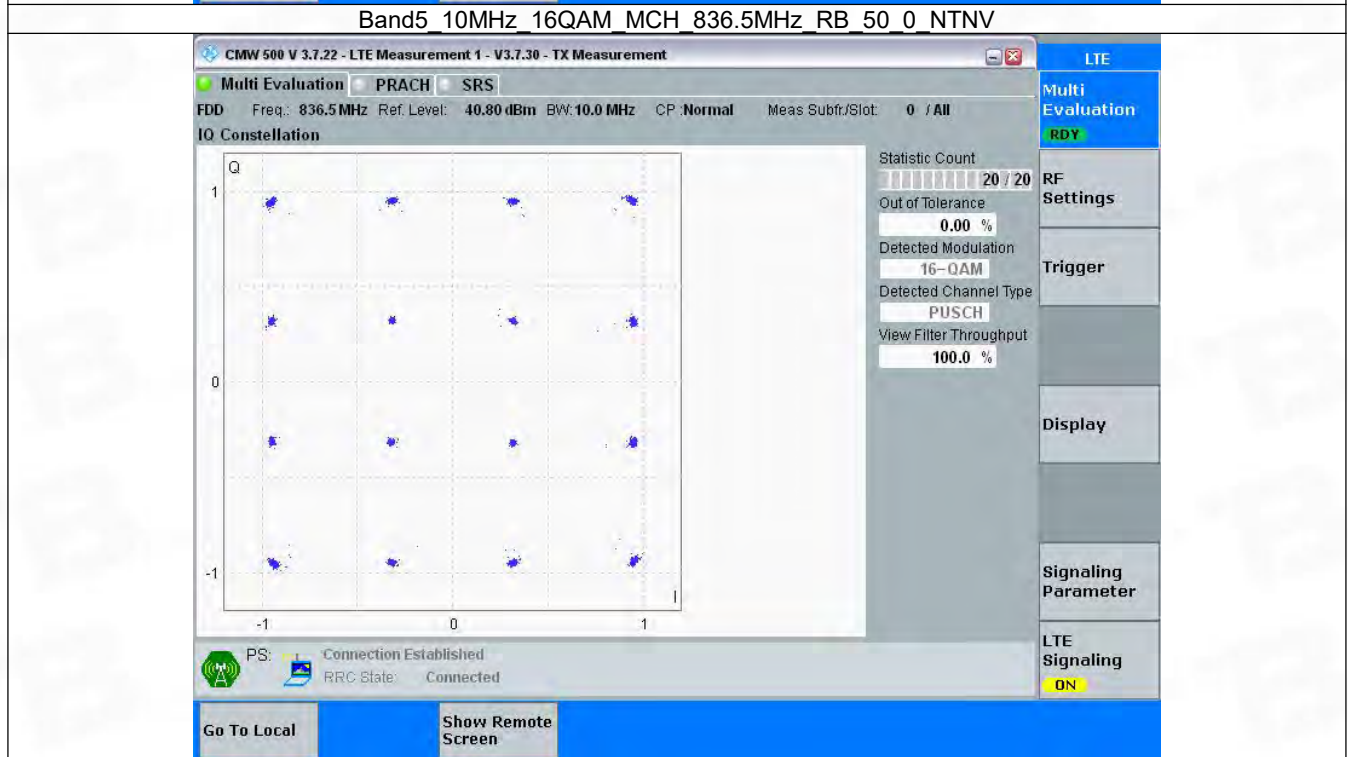 Band5_10MHz_16QAM_MCH_836.5MHz_RB_50_0_NTNV
CMW 500 V 3.7.22 - LTE Measurement 1 - V3.7.30 - TX Measurement
LTE
Multi Evaluation PRACH SRS
Multi
Evaluation
RDY
FDD Freq.: 836.5 MHz Ref. Level: 40.80 dBm BW: 10.0 MHz CP :Normal Meas Subfr./Slot: 0 / All
IQ Constellation
Q
1
0
-1
I
-1 0 1
Statistic Count
20 / 20
Out of Tolerance
0.00 %
Detected Modulation
16-QAM
Detected Channel Type
PUSCH
View Filter Throughput
100.0 %
RF
Settings
Trigger
Display
Signaling
Parameter
LTE
Signaling
ON
PS: Connection Established
RRC State: Connected
Go To Local
Show Remote
Screen